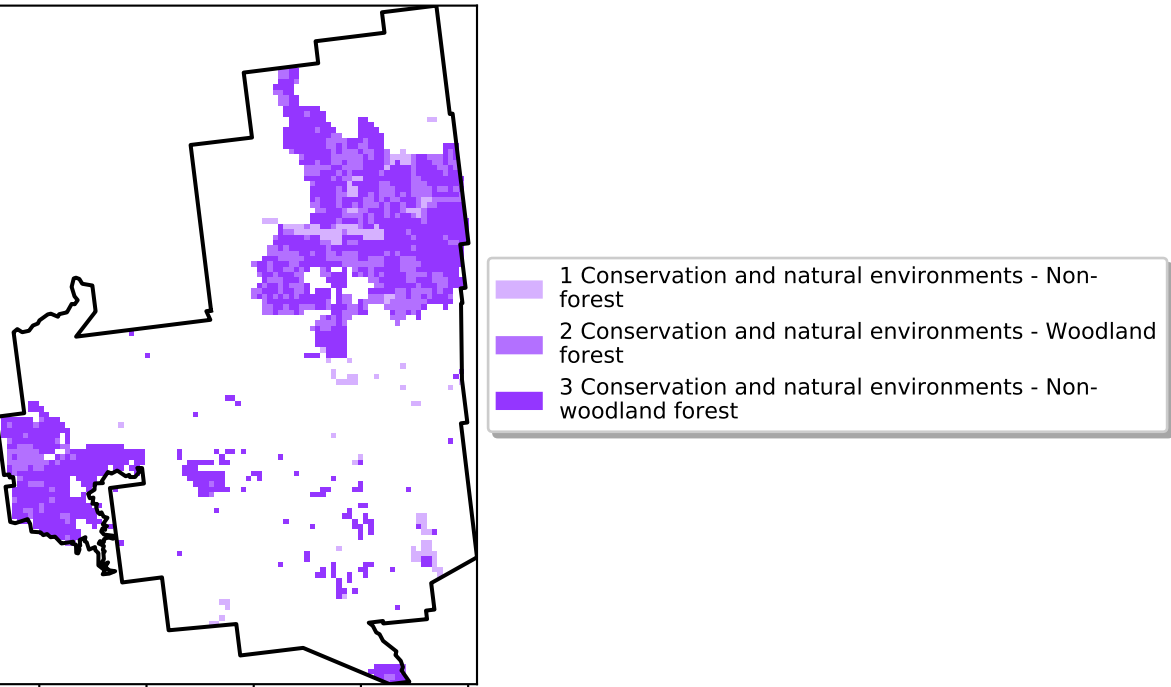 1 Conservation and natural environments - Non-
forest
2 Conservation and natural environments - Woodland
forest
3 Conservation and natural environments - Non-
woodland forest